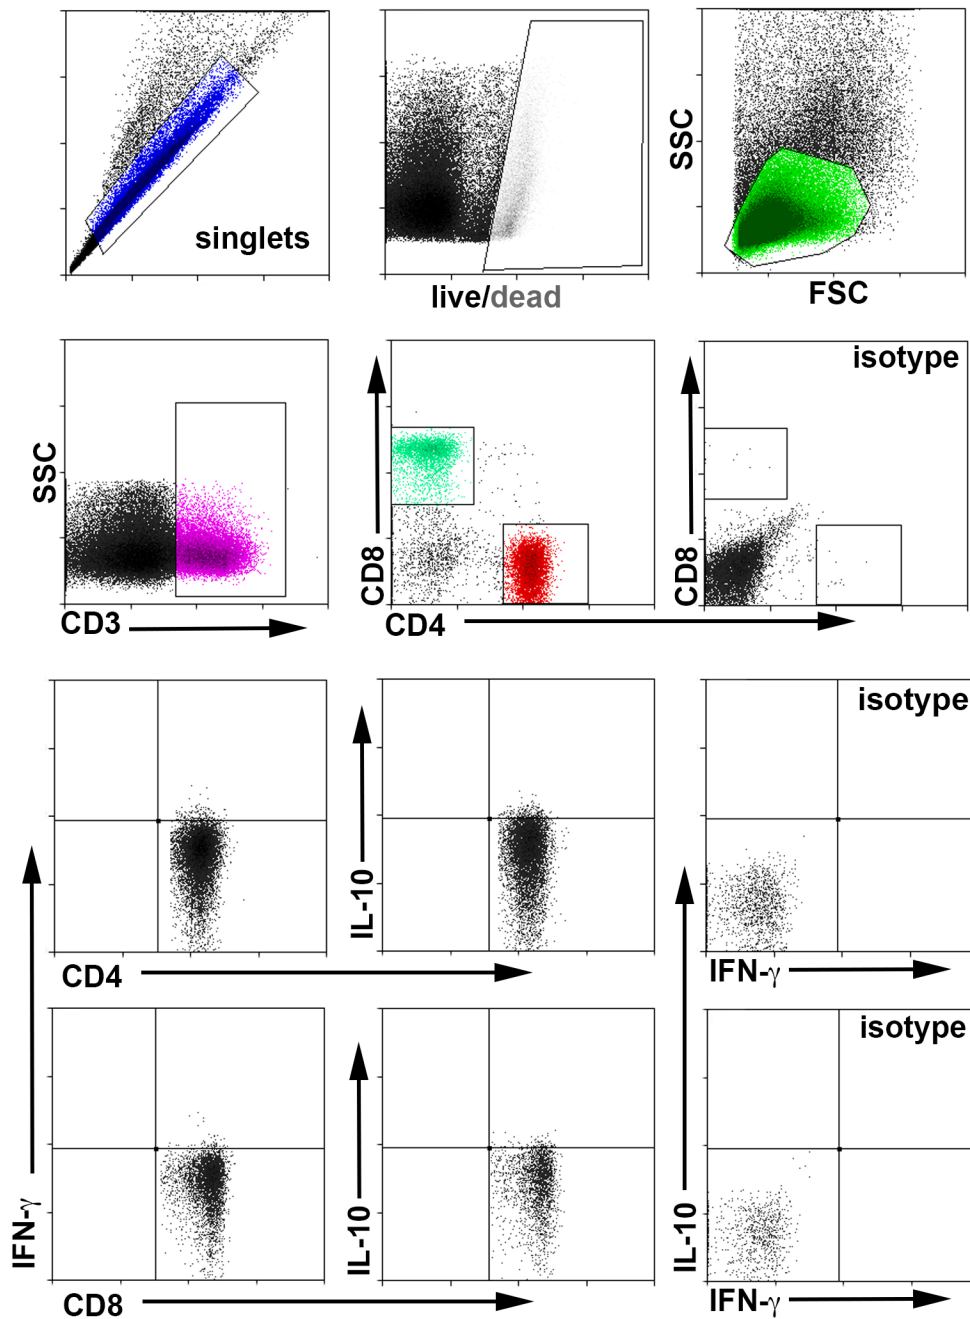 singlets
live/dead
SSC
FSC
SSC
CD3
CD8
CD4
isotype
CD8
IFN-γ
CD4
IL-10
isotype
IL-10
IFN-γ
CD8
IL-10
isotype
IFN-γ